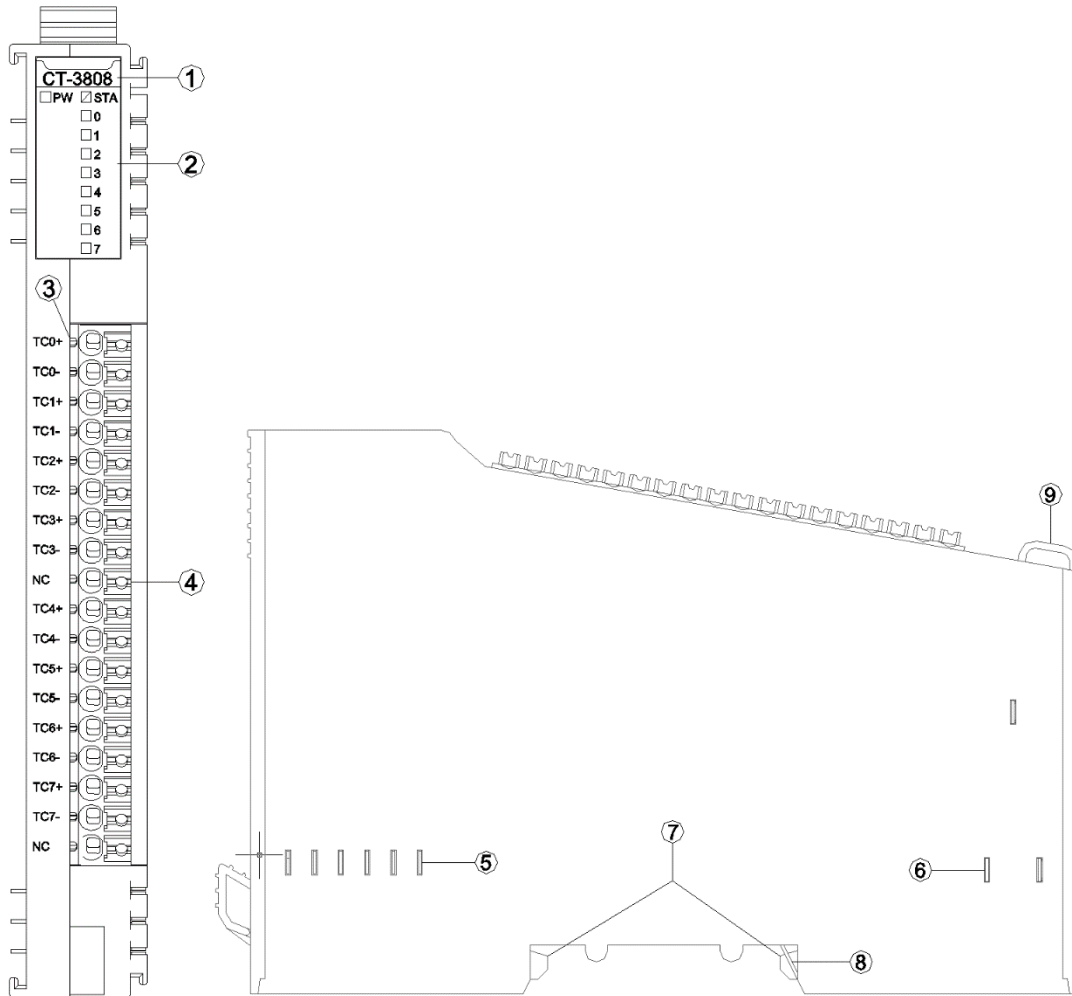 CT-3808
PW STA
0
1
2
3
4
5
6
7
1
2
3
TC0+
TC0-
TC1+
TC1-
TC2+
TC2-
TC3+
TC3-
NC
TC4+
TC4-
TC5+
TC5-
TC6+
TC6-
TC7+
TC7-
NC
4
5
6
7
8
9